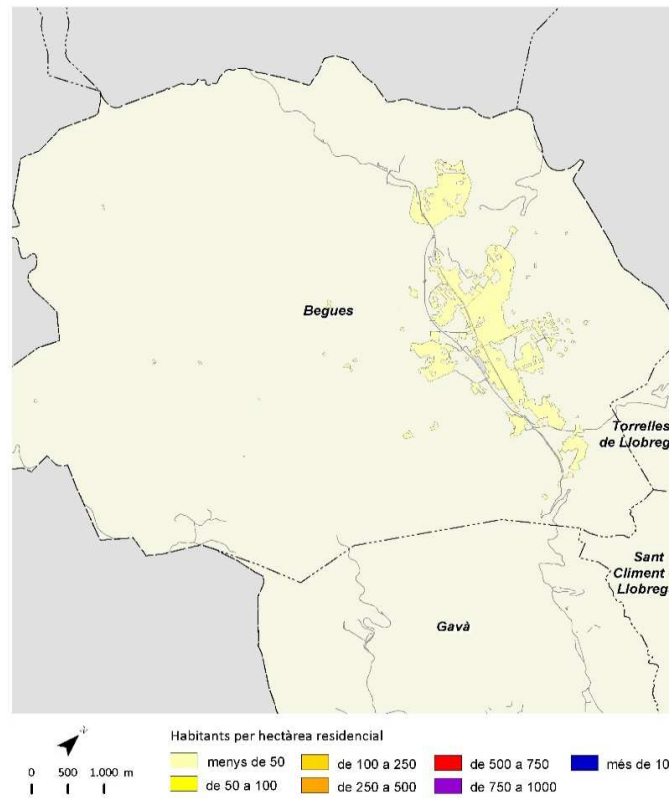 Begues
Torrelles
de Llobreg
Sant
Climent
Llobreg
Gavà
Habitants per hectàrea residencial
menys de 50
de 100 a 250
de 500 a 750
més de 10
de 50 a 100
de 250 a 500
de 750 a 1000
0 500 1.000 m